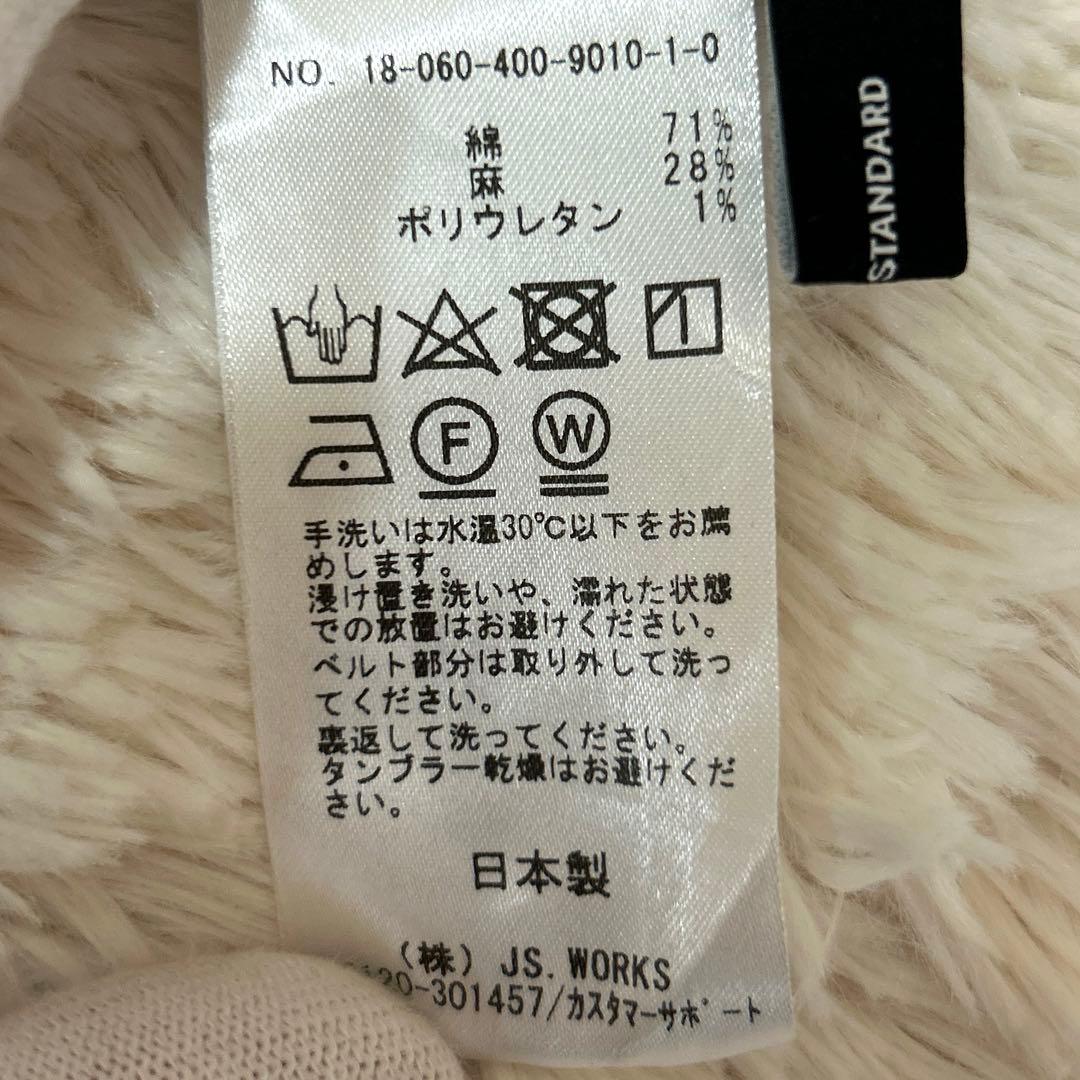 NO. 18-060-400-9010-1-0
綿 71%
麻 28%
ポリウレタン 1%
STANDARD
F
W
手洗いは水温30℃以下をお薦
めします。
浸け置き洗いや、濡れた状態
での放置はお避けください。
ベルト部分は取り外して洗っ
てください。
裏返して洗ってください。
タンブラー乾燥はお避けくだ
さい。
日本製
(株) JS.WORKS
20-301457/カスタマーサポート